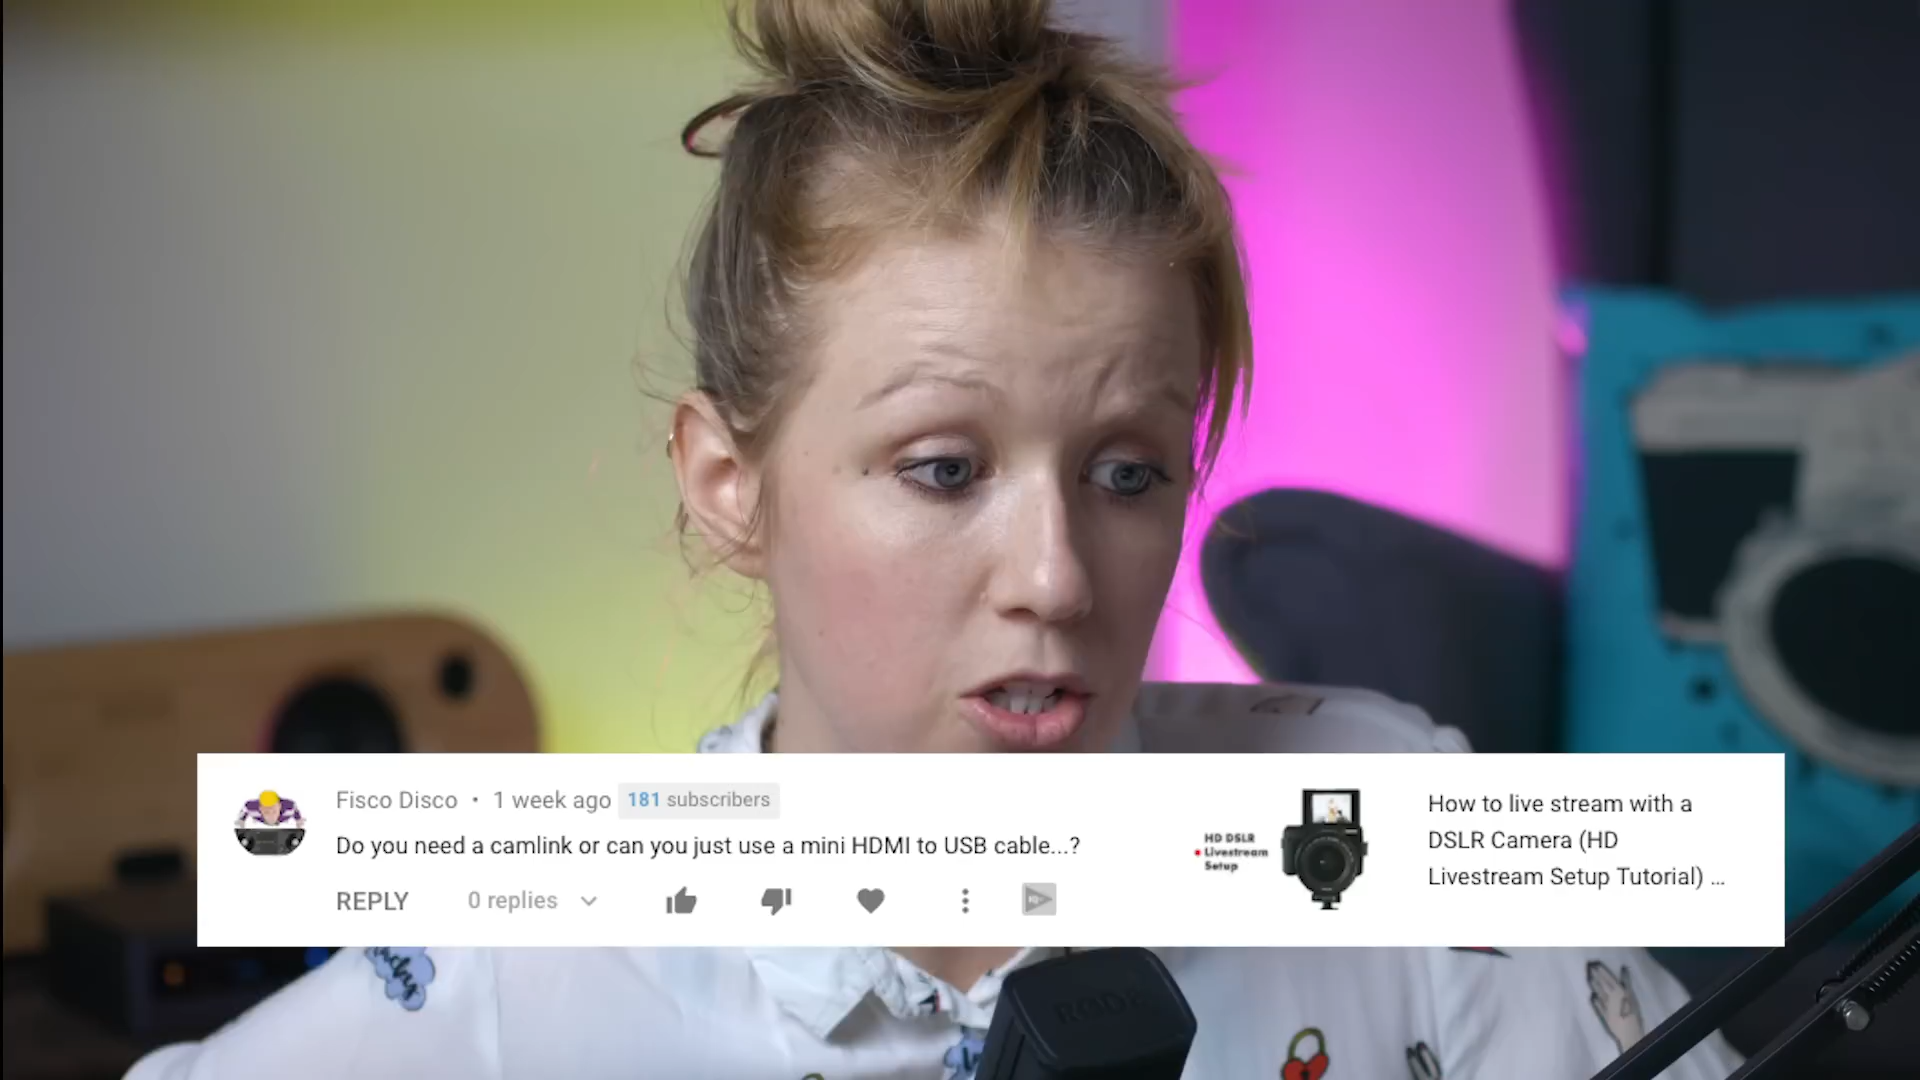 Fisco Disco • 1 week ago 181 subscribers
Do you need a camlink or can you just use a mini HDMI to USB cable...?
REPLY 0 replies
HD DSLR
Livestream
Setup
How to live stream with a
DSLR Camera (HD
Livestream Setup Tutorial) ...
RODE